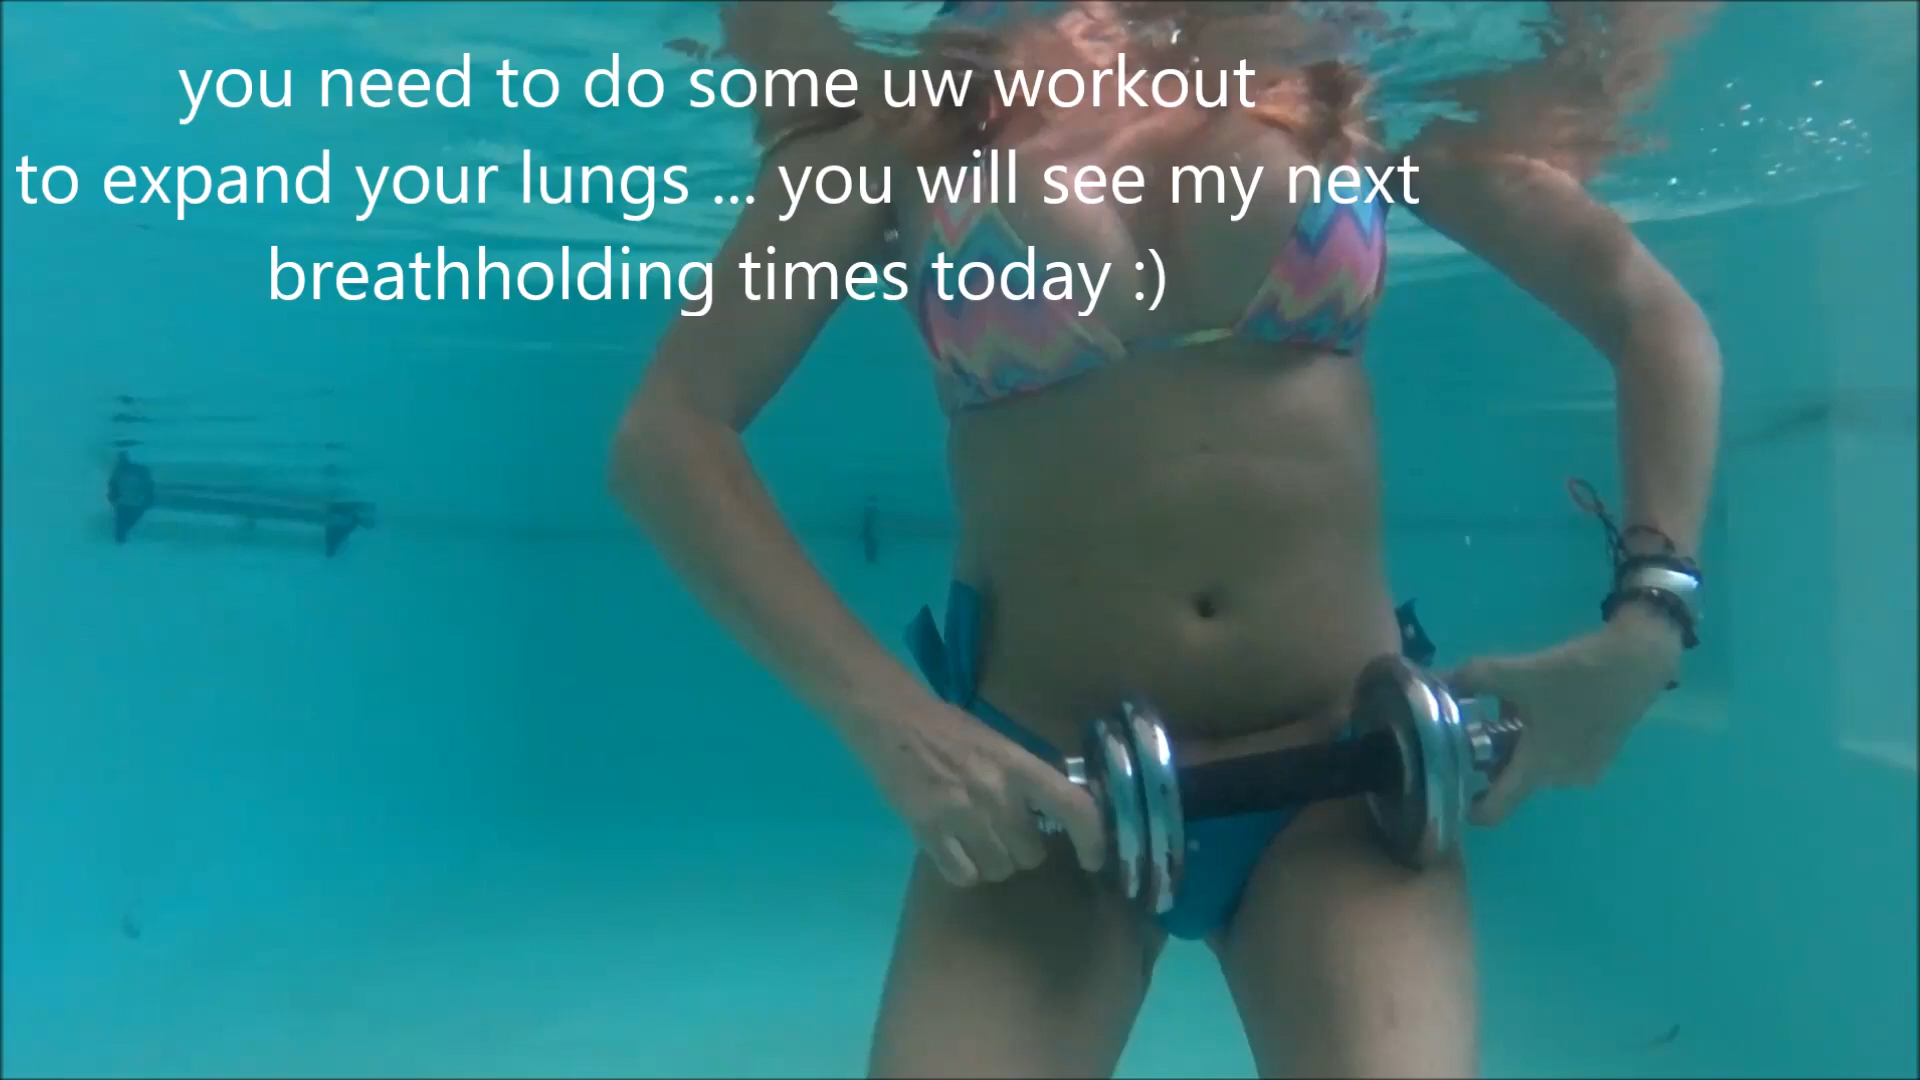 you need to do some uw workout
to expand your lungs ... you will see my next
breathholding times today :)